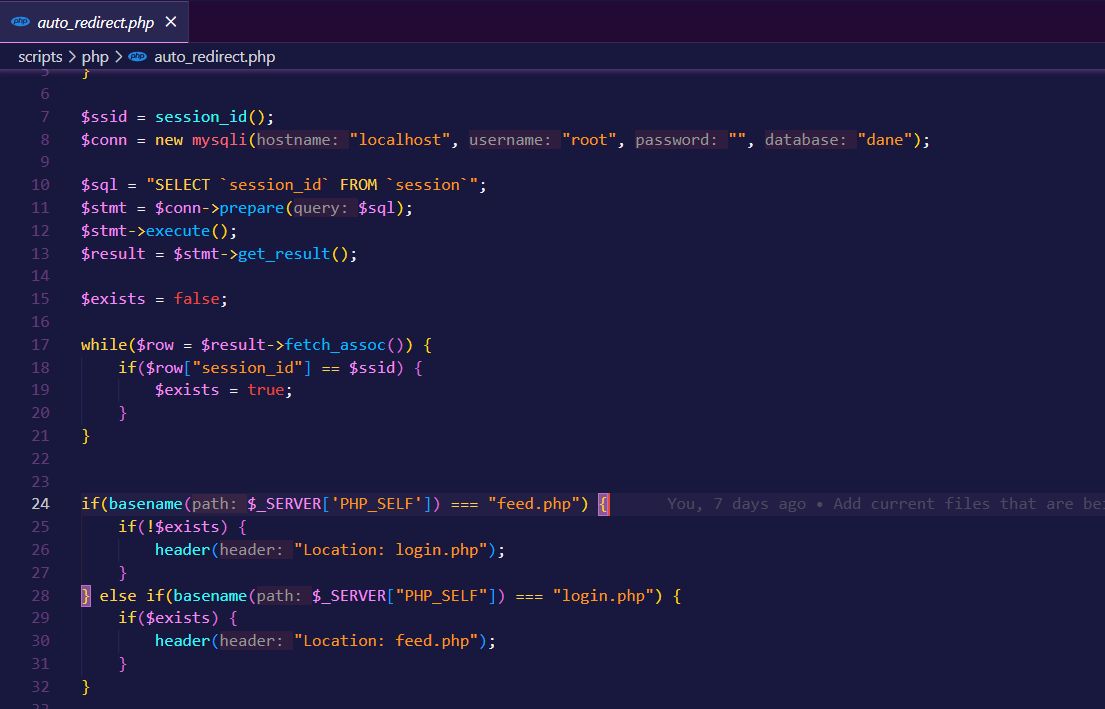 php auto_redirect.php ×
scripts > php > php auto_redirect.php
5 }
6
7 $ssid = session_id();
8 $conn = new mysqli(hostname: "localhost", username: "root", password: "", database: "dane");
9
10 $sql = "SELECT `session_id` FROM `session`";
11 $stmt = $conn->prepare(query: $sql);
12 $stmt->execute();
13 $result = $stmt->get_result();
14
15 $exists = false;
16
17 while($row = $result->fetch_assoc()) {
18 if($row["session_id"] == $ssid) {
19 $exists = true;
20 }
21 }
22
23
24 if(basename(path: $_SERVER['PHP_SELF']) === "feed.php") { You, 7 days ago • Add current files that are be
25 if(!$exists) {
26 header(header: "Location: login.php");
27 }
28 } else if(basename(path: $_SERVER["PHP_SELF"]) === "login.php") {
29 if($exists) {
30 header(header: "Location: feed.php");
31 }
32 }
33